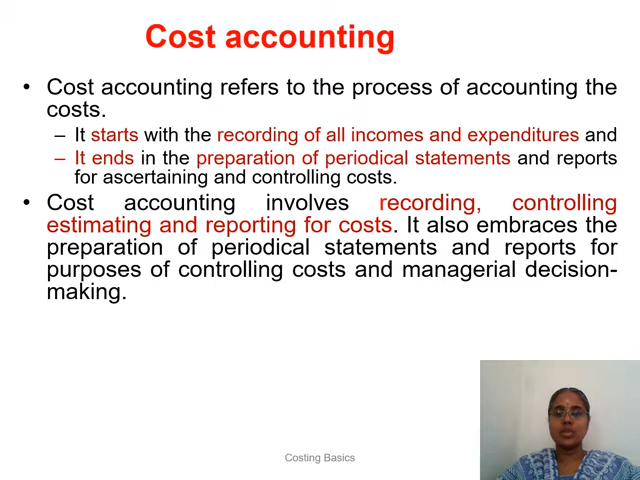 Cost accounting
• Cost accounting refers to the process of accounting the
costs.
– It starts with the recording of all incomes and expenditures and
– It ends in the preparation of periodical statements and reports
for ascertaining and controlling costs.
• Cost accounting involves recording, controlling
estimating and reporting for costs. It also embraces the
preparation of periodical statements and reports for
purposes of controlling costs and managerial decision-
making.
Costing Basics